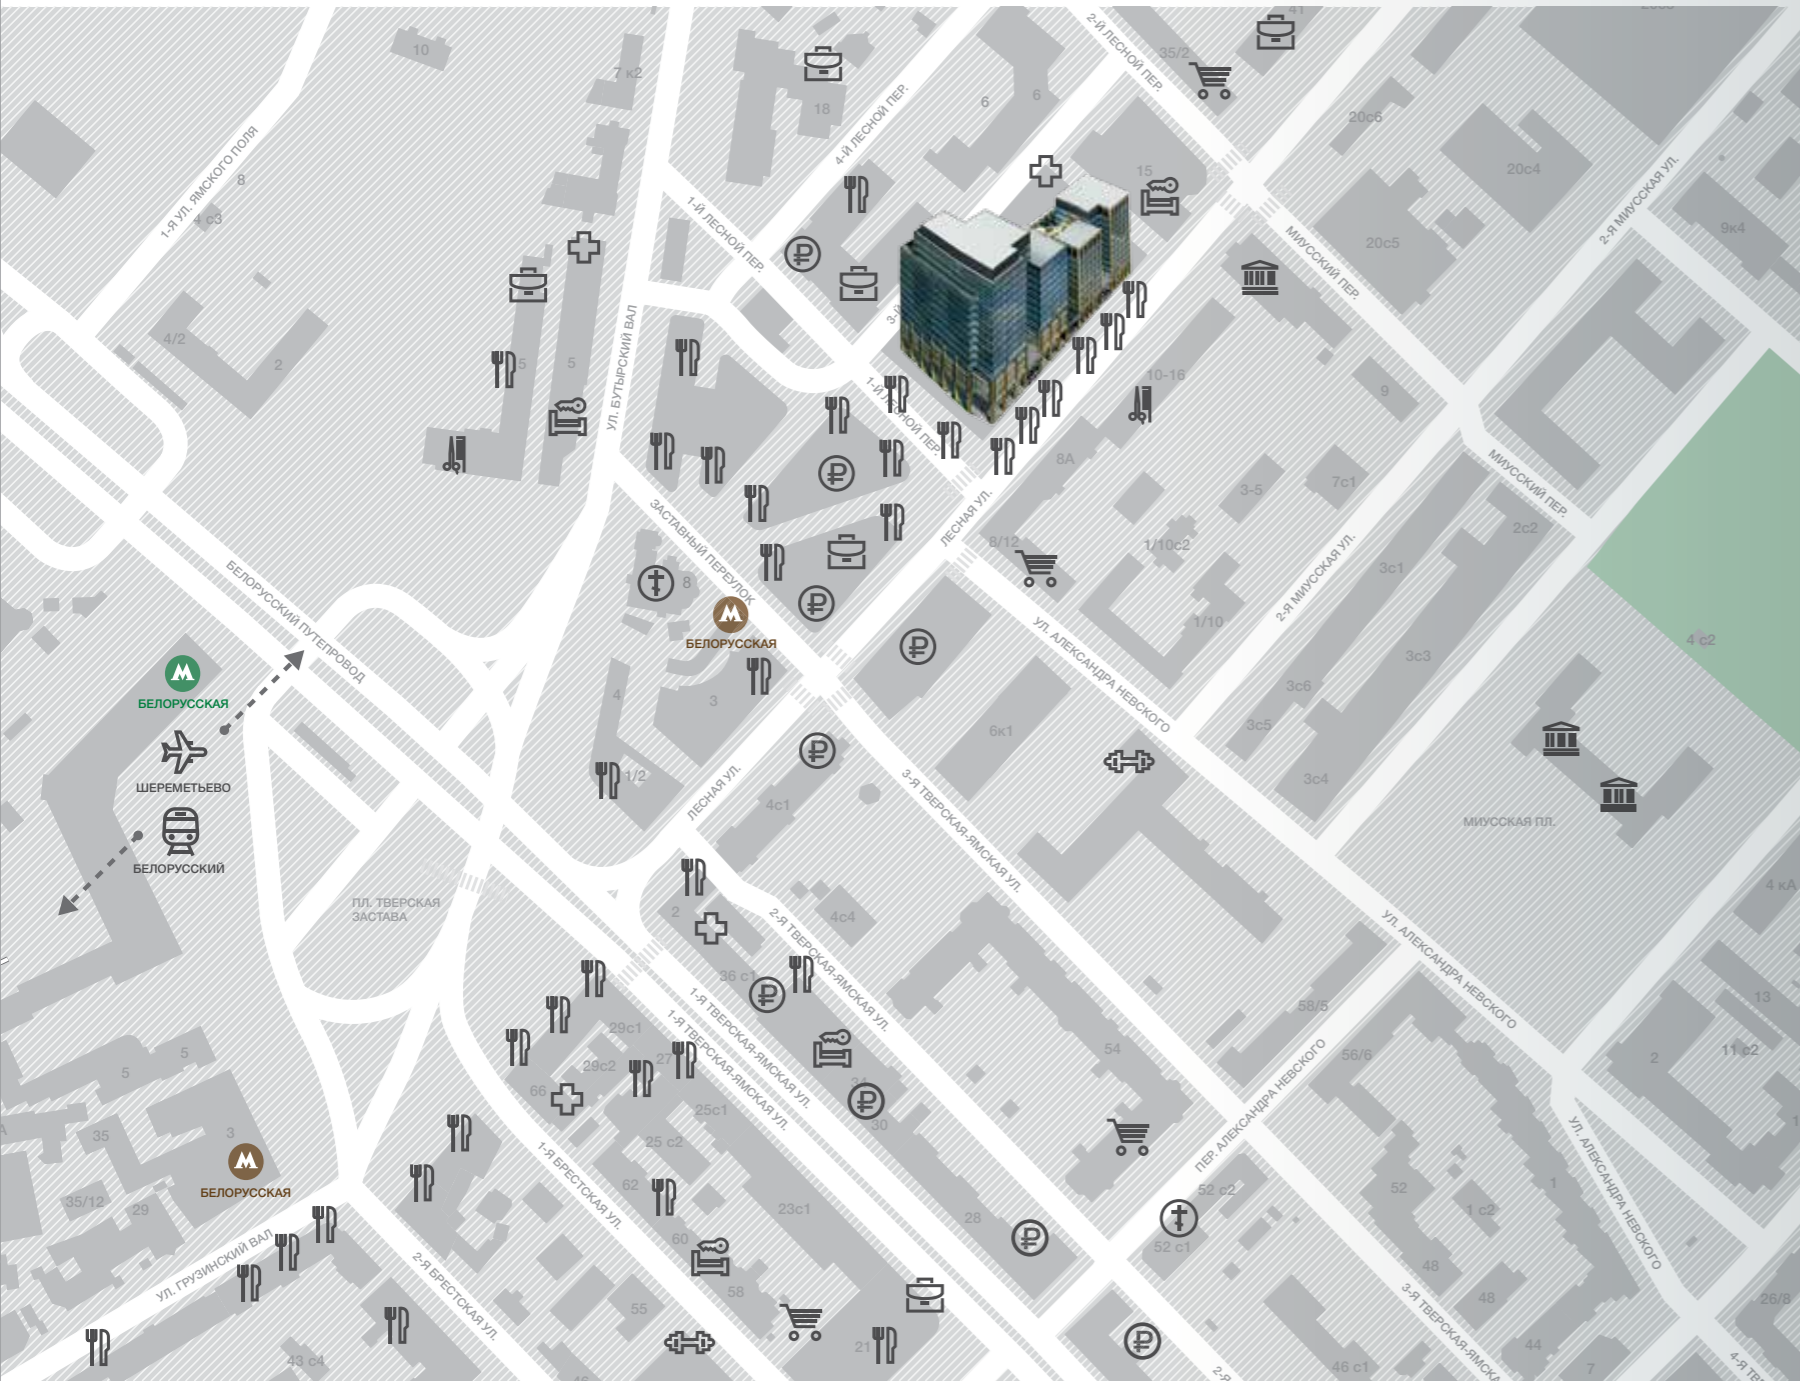 10
41
35/2
2-Й ЛЕСНОЙ ПЕР.
7 к2
18
6
6
20с6
4-Й ЛЕСНОЙ ПЕР.
1-Я УЛ. ЯМСКОГО ПОЛЯ
8
4 с3
15
20с4
2-Я МИУССКАЯ УЛ.
9к4
1-Й ЛЕСНОЙ ПЕР.
20с5
МИУССКИЙ ПЕР.
4/2
2
5
5
УЛ. БУТЫРСКИЙ ВАЛ
10-16
9
1-Й ЛЕСНОЙ ПЕР.
8А
3-5
7с1
МИУССКИЙ ПЕР.
2с2
ЗАСТАВНЫЙ ПЕРЕУЛОК
ЛЕСНАЯ УЛ.
8/12
1/10с2
3с1
2-Я МИУССКАЯ УЛ.
БЕЛОРУССКИЙ ПУТЕПРОВОД
8
1/10
УЛ. АЛЕКСАНДРА НЕВСКОГО
4 с2
БЕЛОРУССКАЯ
3с3
3с6
4
3
БЕЛОРУССКАЯ
3с5
6к1
1/2
3с4
ШЕРЕМЕТЬЕВО
ЛЕСНАЯ УЛ.
4с1
3-Я ТВЕРСКАЯ-ЯМСКАЯ УЛ.
МИУССКАЯ ПЛ.
БЕЛОРУССКИЙ
4 кА
ПЛ. ТВЕРСКАЯ
ЗАСТАВА
2
4с4
2-Я ТВЕРСКАЯ-ЯМСКАЯ УЛ.
УЛ. АЛЕКСАНДРА НЕВСКОГО
36 с1
13
58/5
1-Я ТВЕРСКАЯ-ЯМСКАЯ УЛ.
1-Я ТВЕРСКАЯ-ЯМСКАЯ УЛ.
29с1
27
54
56/6
2
11 с2
5
5
29с2
66
25с1
30
25 с2
ПЕР. АЛЕКСАНДРА НЕВСКОГО
35
3
1-Я БРЕСТСКАЯ УЛ.
УЛ. АЛЕКСАНДРА НЕВСКОГО
БЕЛОРУССКАЯ
35/12
29
62
23с1
28
52 с2
52
1
1 с2
60
52 с1
УЛ. ГРУЗИНСКИЙ ВАЛ
2-Я БРЕСТСКАЯ УЛ.
58
55
48
48
26/8
3-Я ТВЕРСКАЯ-ЯМСКА
21
44
43 с4
46 с1
7
46
2-Я
4-Я ТВ